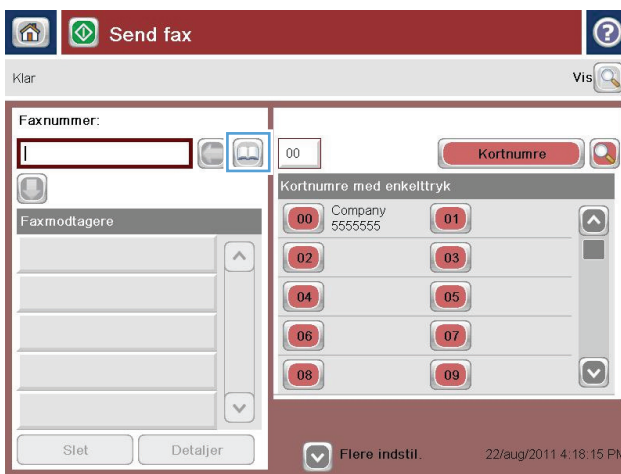 Send fax
Klar
Vis
Faxnummer:
00
Kortnumre
Kortnumre med enkelttryk
00 Company 01
5555555
Faxmodtagere
02 03
04 05
06 07
08 09
Slet Detaljer
Flere indstil. 22/aug/2011 4:18:15 PM